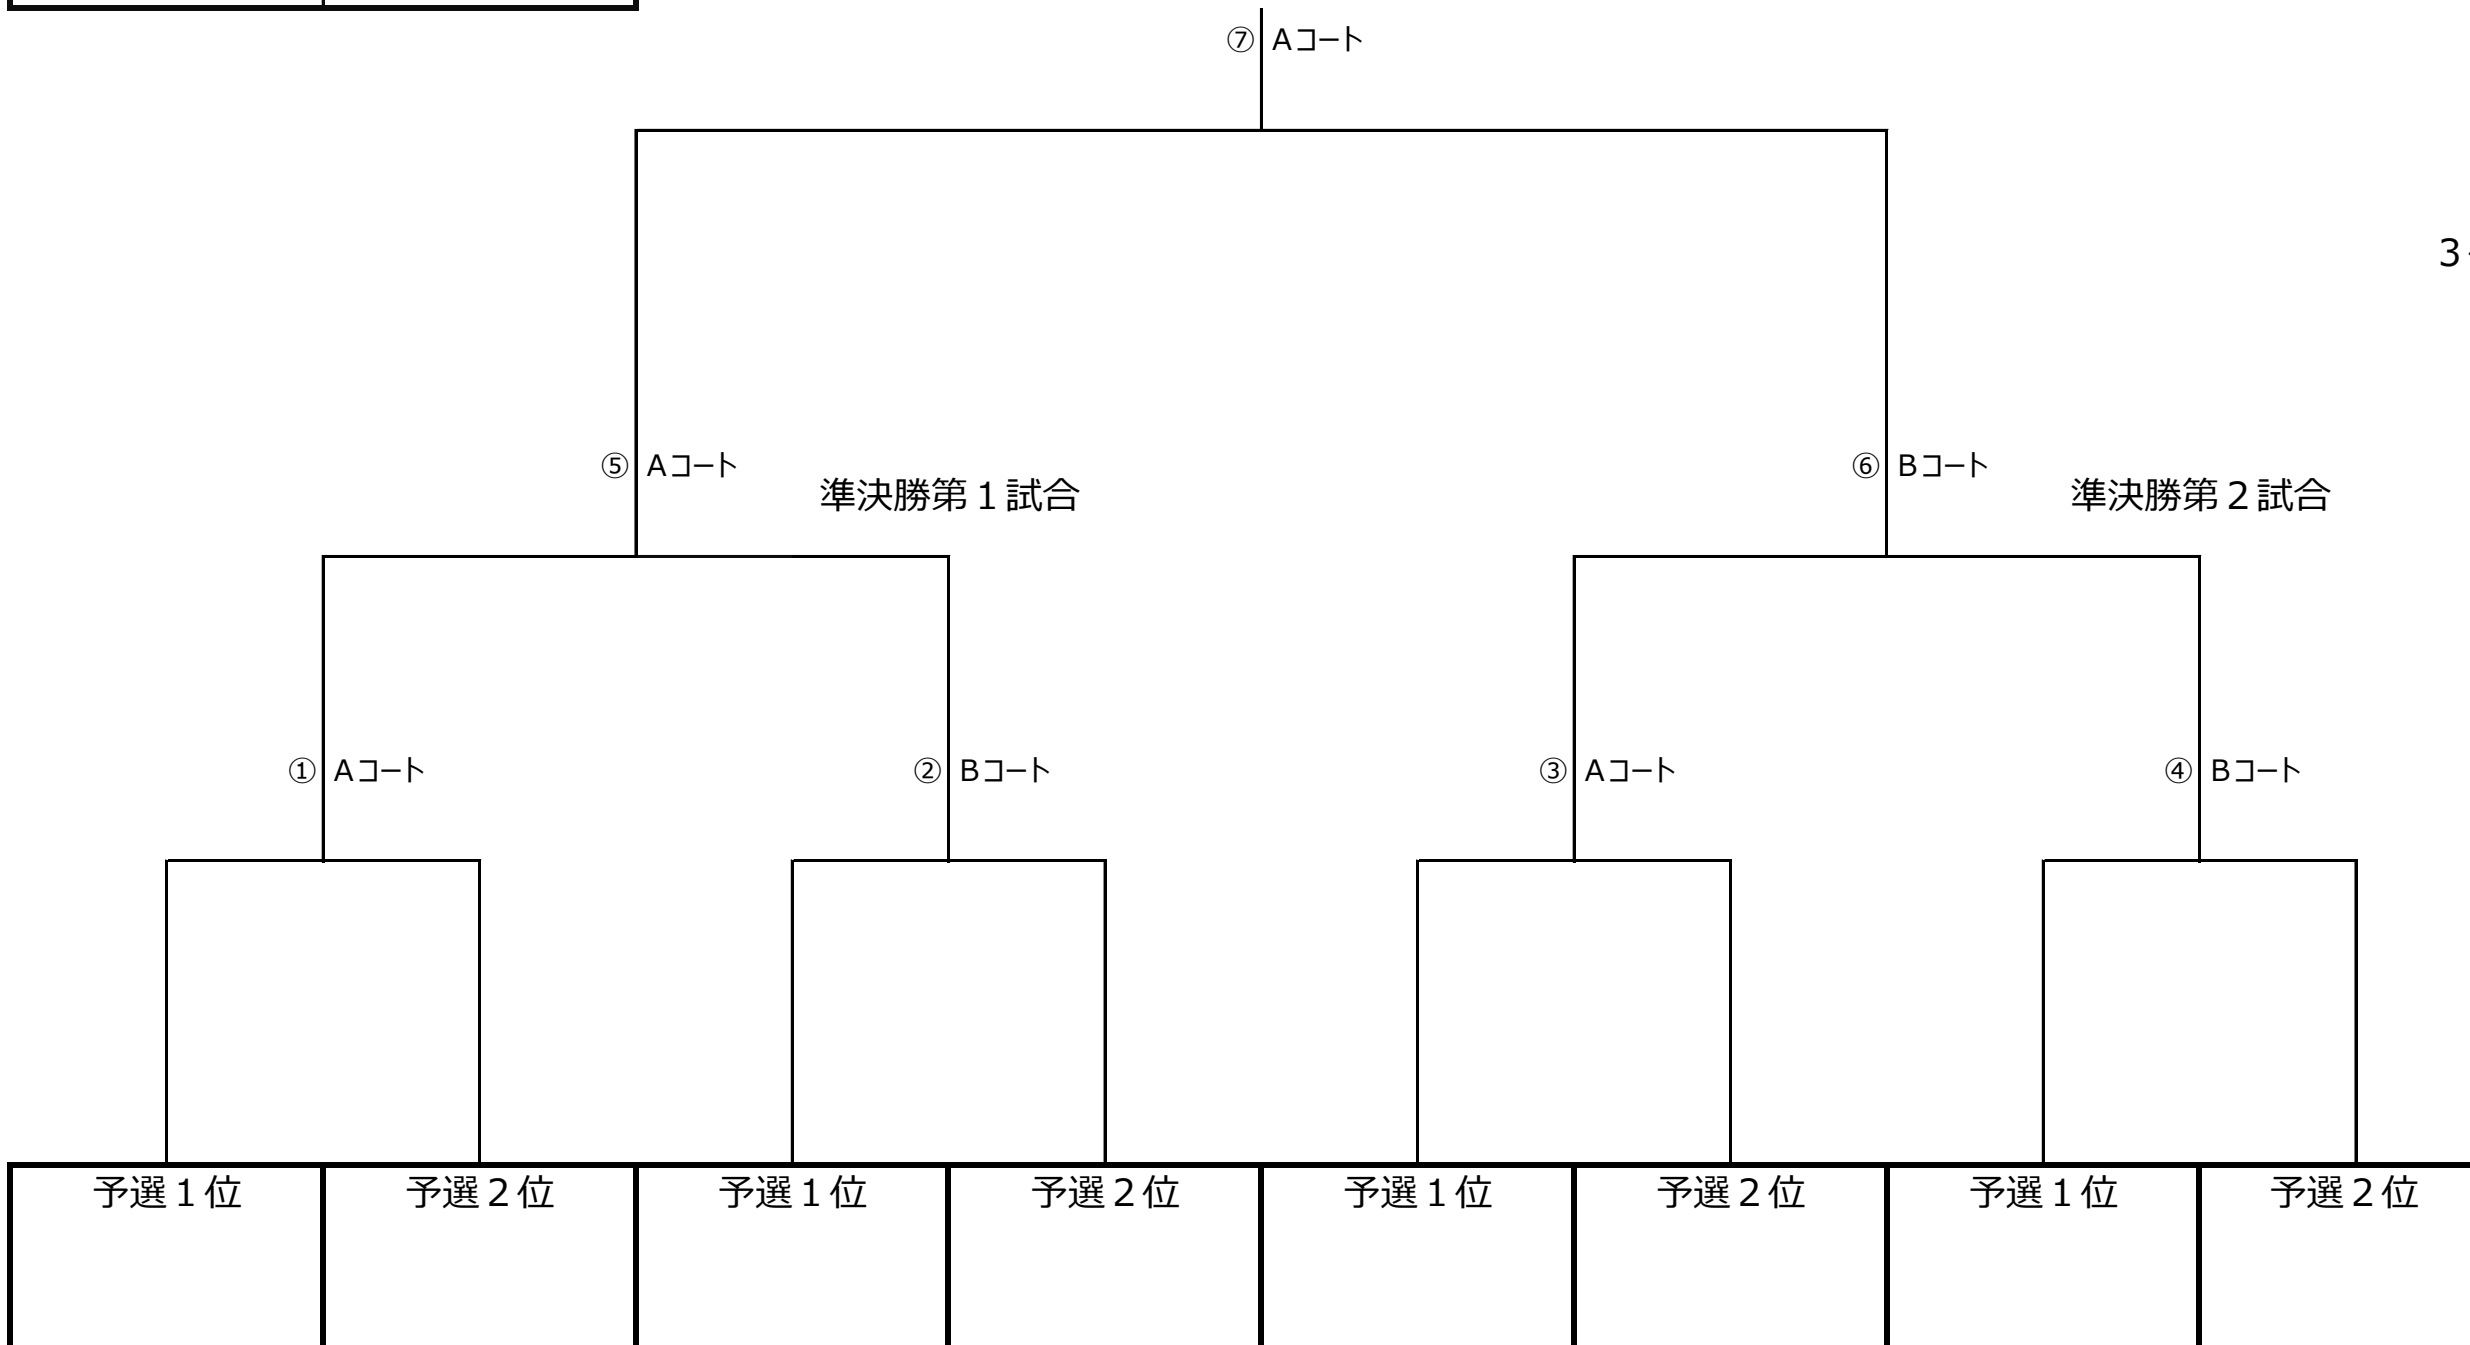 ⑦ Aコート
3
⑤ Aコート
⑥ Bコート
準決勝第1試合
準決勝第2試合
① Aコート
② Bコート
③ Aコート
④ Bコート
予選1位 予選2位 予選1位 予選2位 予選1位 予選2位 予選1位 予選2位